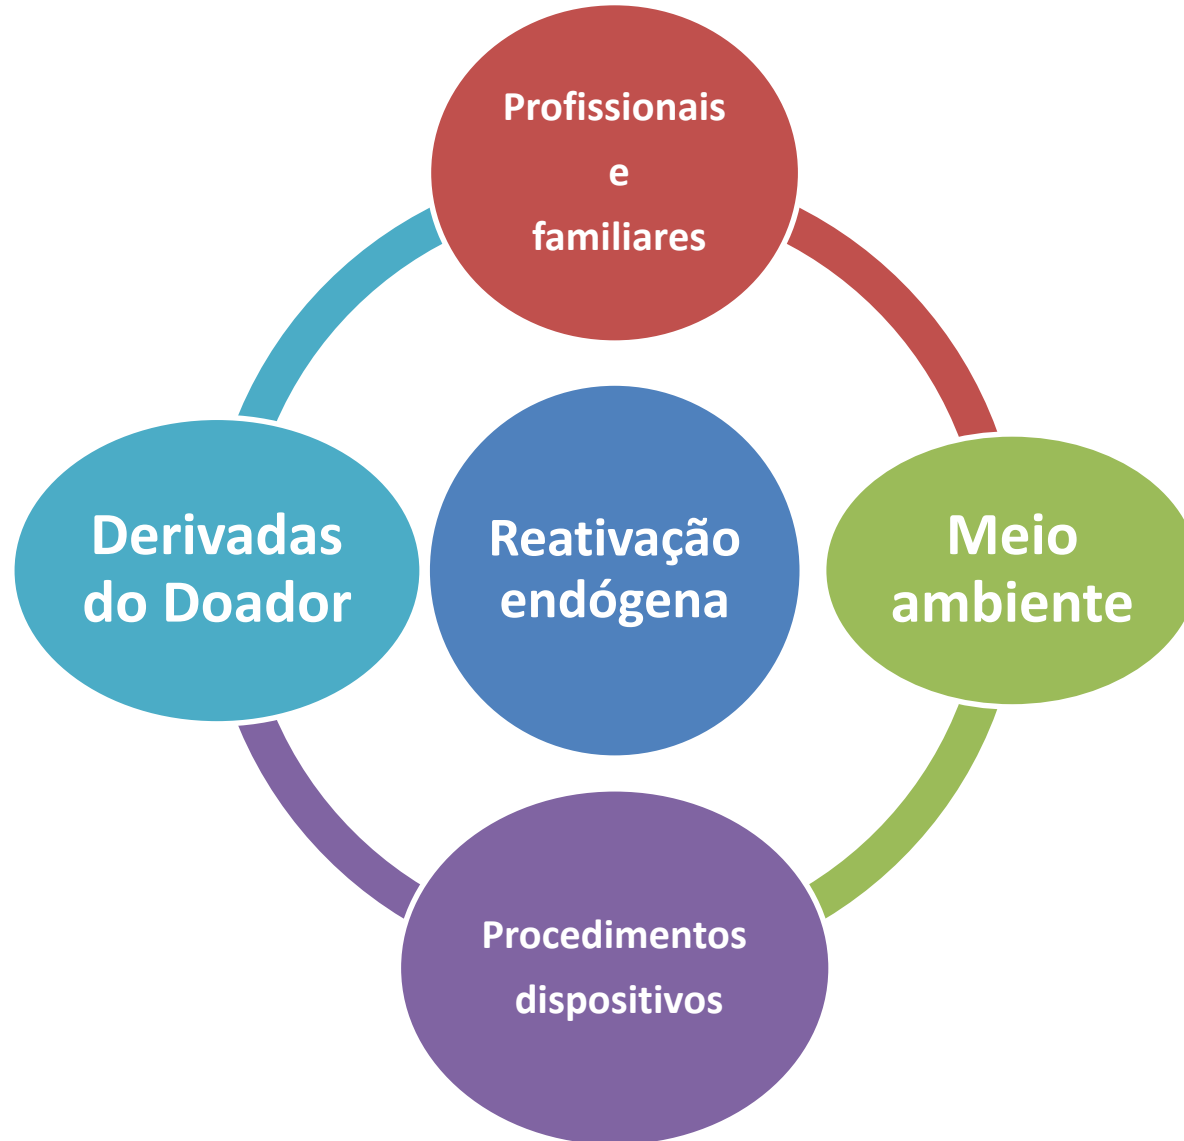 Profissionais
e
familiares
Derivadas
do Doador
Reativação
endógena
Meio
ambiente
Procedimentos
dispositivos